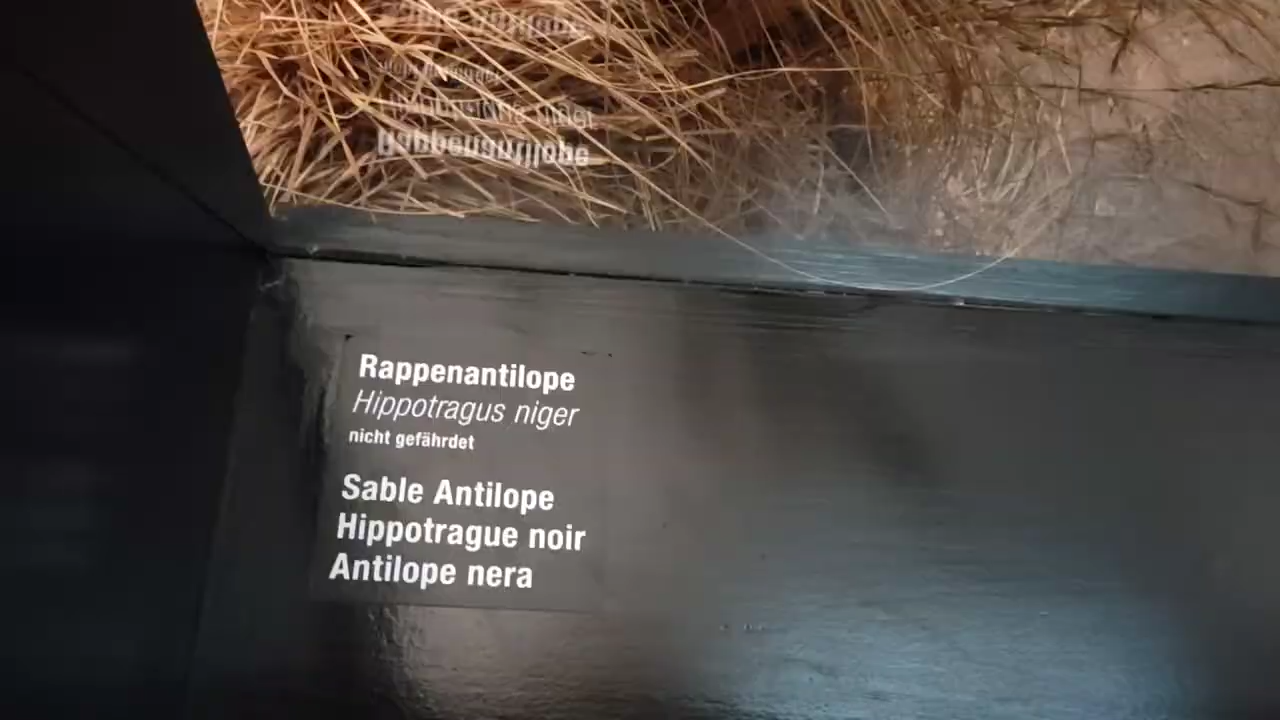 Rappenantilope
Hippotragus niger
nicht gefährdet
Sable Antilope
Hippotrague noir
Antilope nera